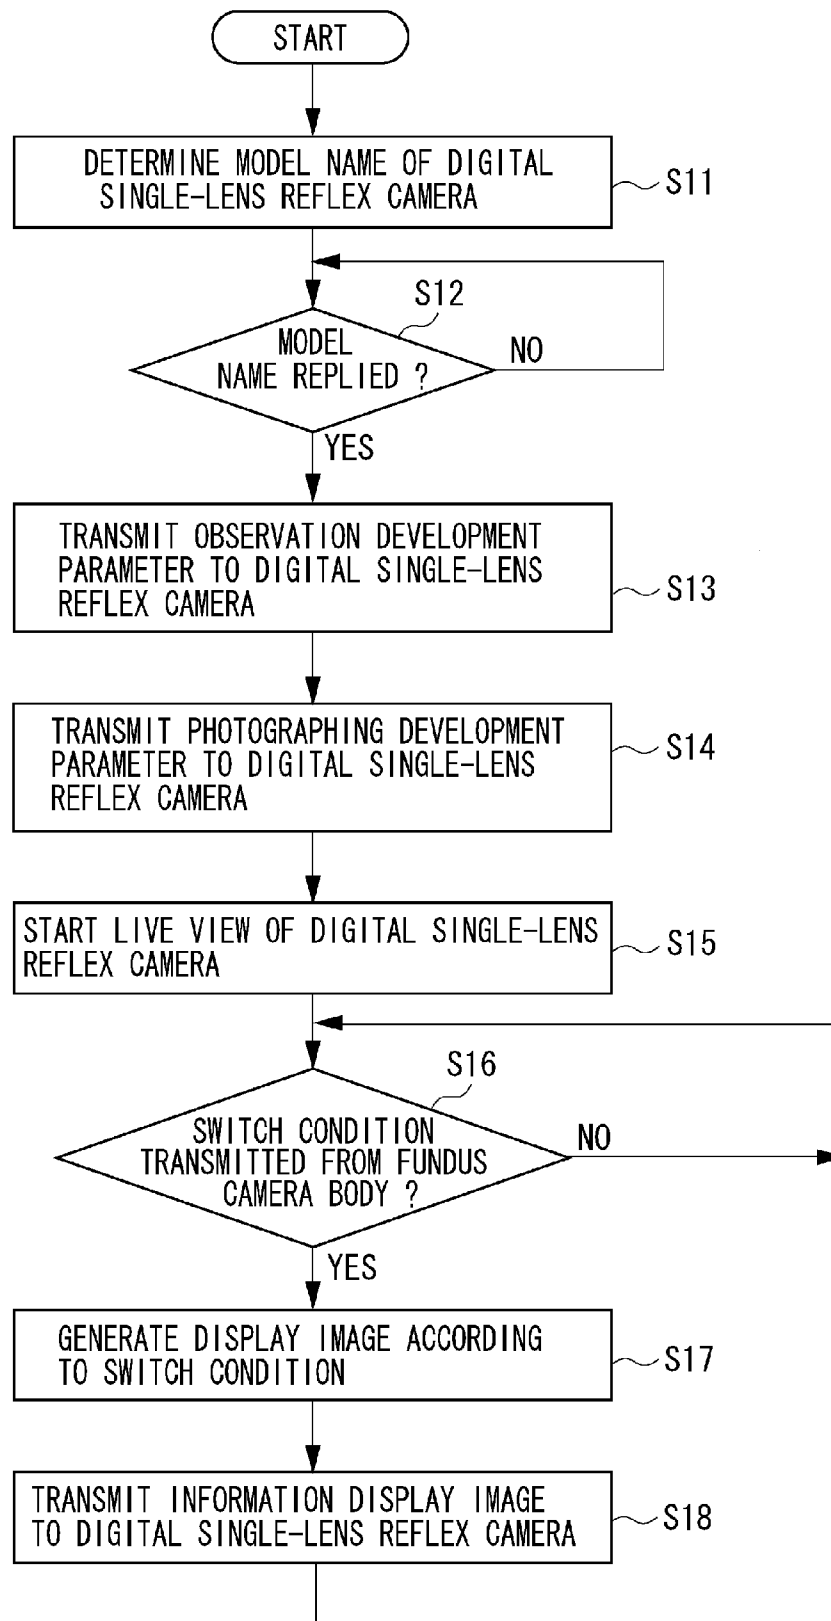 START
DETERMINE MODEL NAME OF DIGITAL
SINGLE-LENS REFLEX CAMERA
S11
S12
MODEL
NAME REPLIED ?
NO
YES
TRANSMIT OBSERVATION DEVELOPMENT
PARAMETER TO DIGITAL SINGLE-LENS
REFLEX CAMERA
S13
TRANSMIT PHOTOGRAPHING DEVELOPMENT
PARAMETER TO DIGITAL SINGLE-LENS
REFLEX CAMERA
S14
START LIVE VIEW OF DIGITAL SINGLE-LENS
REFLEX CAMERA
S15
S16
SWITCH CONDITION
TRANSMITTED FROM FUNDUS
CAMERA BODY ?
NO
YES
GENERATE DISPLAY IMAGE ACCORDING
TO SWITCH CONDITION
S17
TRANSMIT INFORMATION DISPLAY IMAGE
TO DIGITAL SINGLE-LENS REFLEX CAMERA
S18